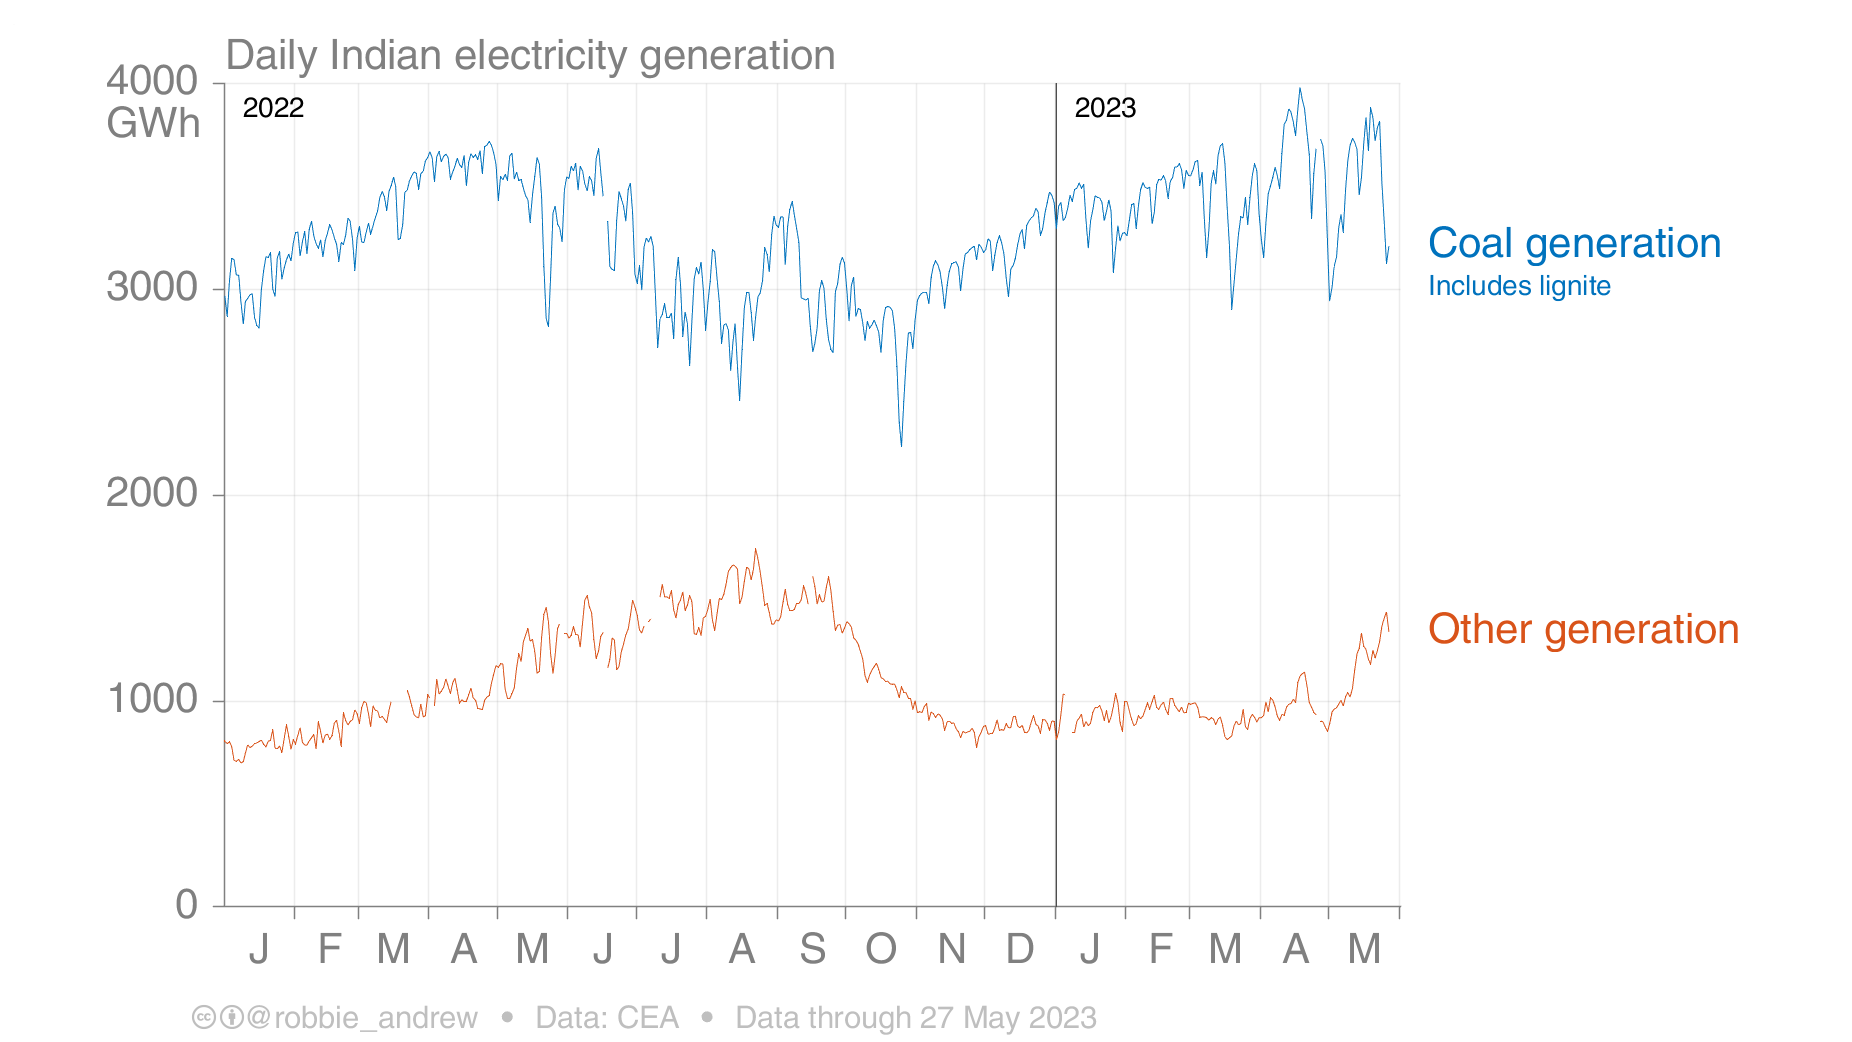 Daily Indian electricity generation
4000
GWh
2022
2023
3000
2000
1000
0
Coal generation
Includes lignite
Other generation
J F M A M J J A S O N D J F M A M
@robbie_andrew • Data: CEA • Data through 27 May 2023